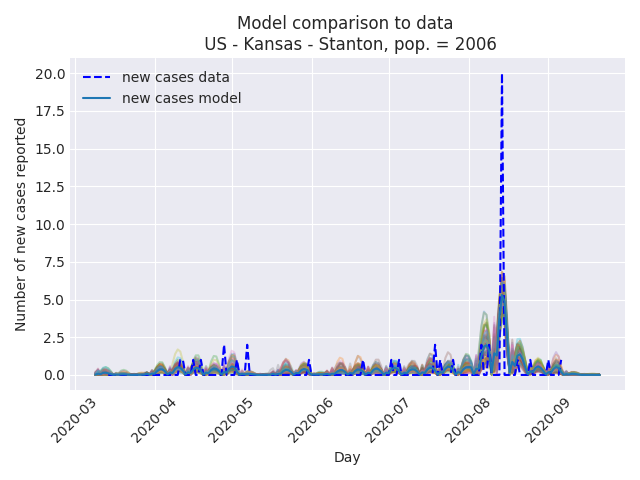 Model comparison to data
US - Kansas - Stanton, pop. = 2006
new cases data
new cases model
Number of new cases reported
20.0
17.5
15.0
12.5
10.0
7.5
5.0
2.5
0.0
2020-03
2020-04
2020-05
2020-06
2020-07
2020-08
2020-09
Day